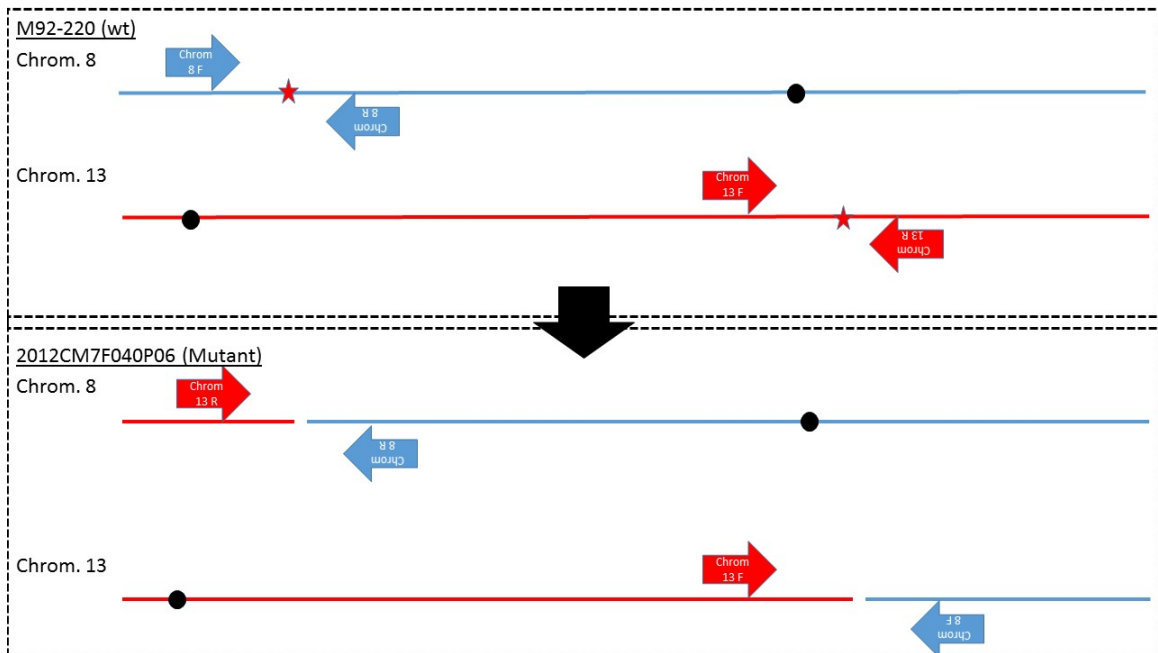 M92-220 (wt)
Chrom. 8
Chrom
8 F
Chrom
8 R
Chrom. 13
Chrom
13 F
Chrom
13 R
2012CM7F040P06 (Mutant)
Chrom. 8
Chrom
13 R
Chrom
8 R
Chrom. 13
Chrom
13 F
Chrom
8 F